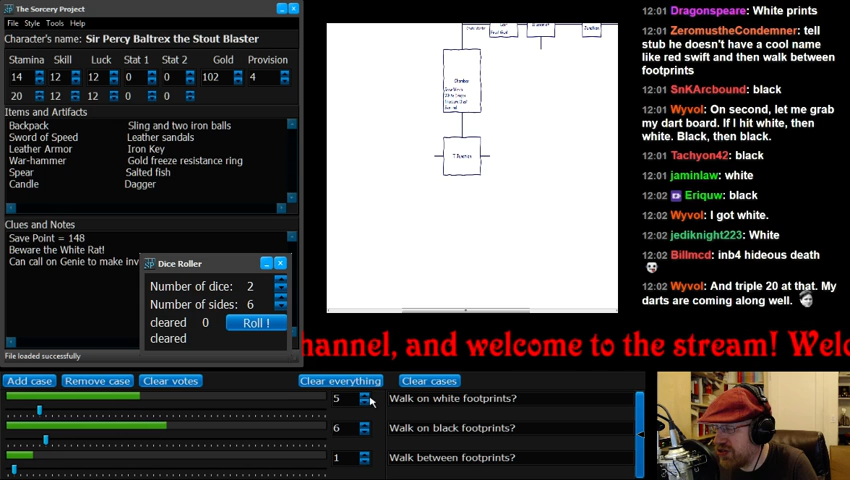 The Sorcery Project
File Story Tools Help
Character's name: Sir Percy Baltrex the Stout Blaster
Stamina Skill Luck Stat 1 Stat 2 Gold Provision
14 12 12 0 0 102 4
20 12 12 0 0
Items and Artifacts
Backpack Sling and two iron balls
Sword of Speed Leather sandals
Leather Armor Iron Key
War-hammer Gold freeze resistance ring
Spear Salted fish
Candle Dagger
Clues and Notes
Save Point = 148
Beware the White Rat!
Can call on Genie to make inv
Dice Roller
Number of dice: 2
Number of sides: 6
cleared 0 Roll !
cleared
File loaded successfully
12:01 Dragonspeare: White prints
12:01 ZeromustheCondemner: tell
stub he doesn't have a cool name
like red swift and then walk between
footprints
12:01 SnKArcbound: black
12:01 Wyvol: On second, let me grab
my dart board. If I hit white, then
white. Black, then black.
12:01 Tachyon42: black
12:01 jaminlaw: white
12:02 Eriquw: black
12:02 Wyvol: I got white.
12:02 jediknight223: White
12:02 Billmcd: inb4 hideous death
12:02 Wyvol: And triple 20 at that. My
darts are coming along well.
hannel, and welcome to the stream! Welc
Add case Remove case Clear votes Clear everything Clear cases
5 Walk on white footprints?
6 Walk on black footprints?
1 Walk between footprints?